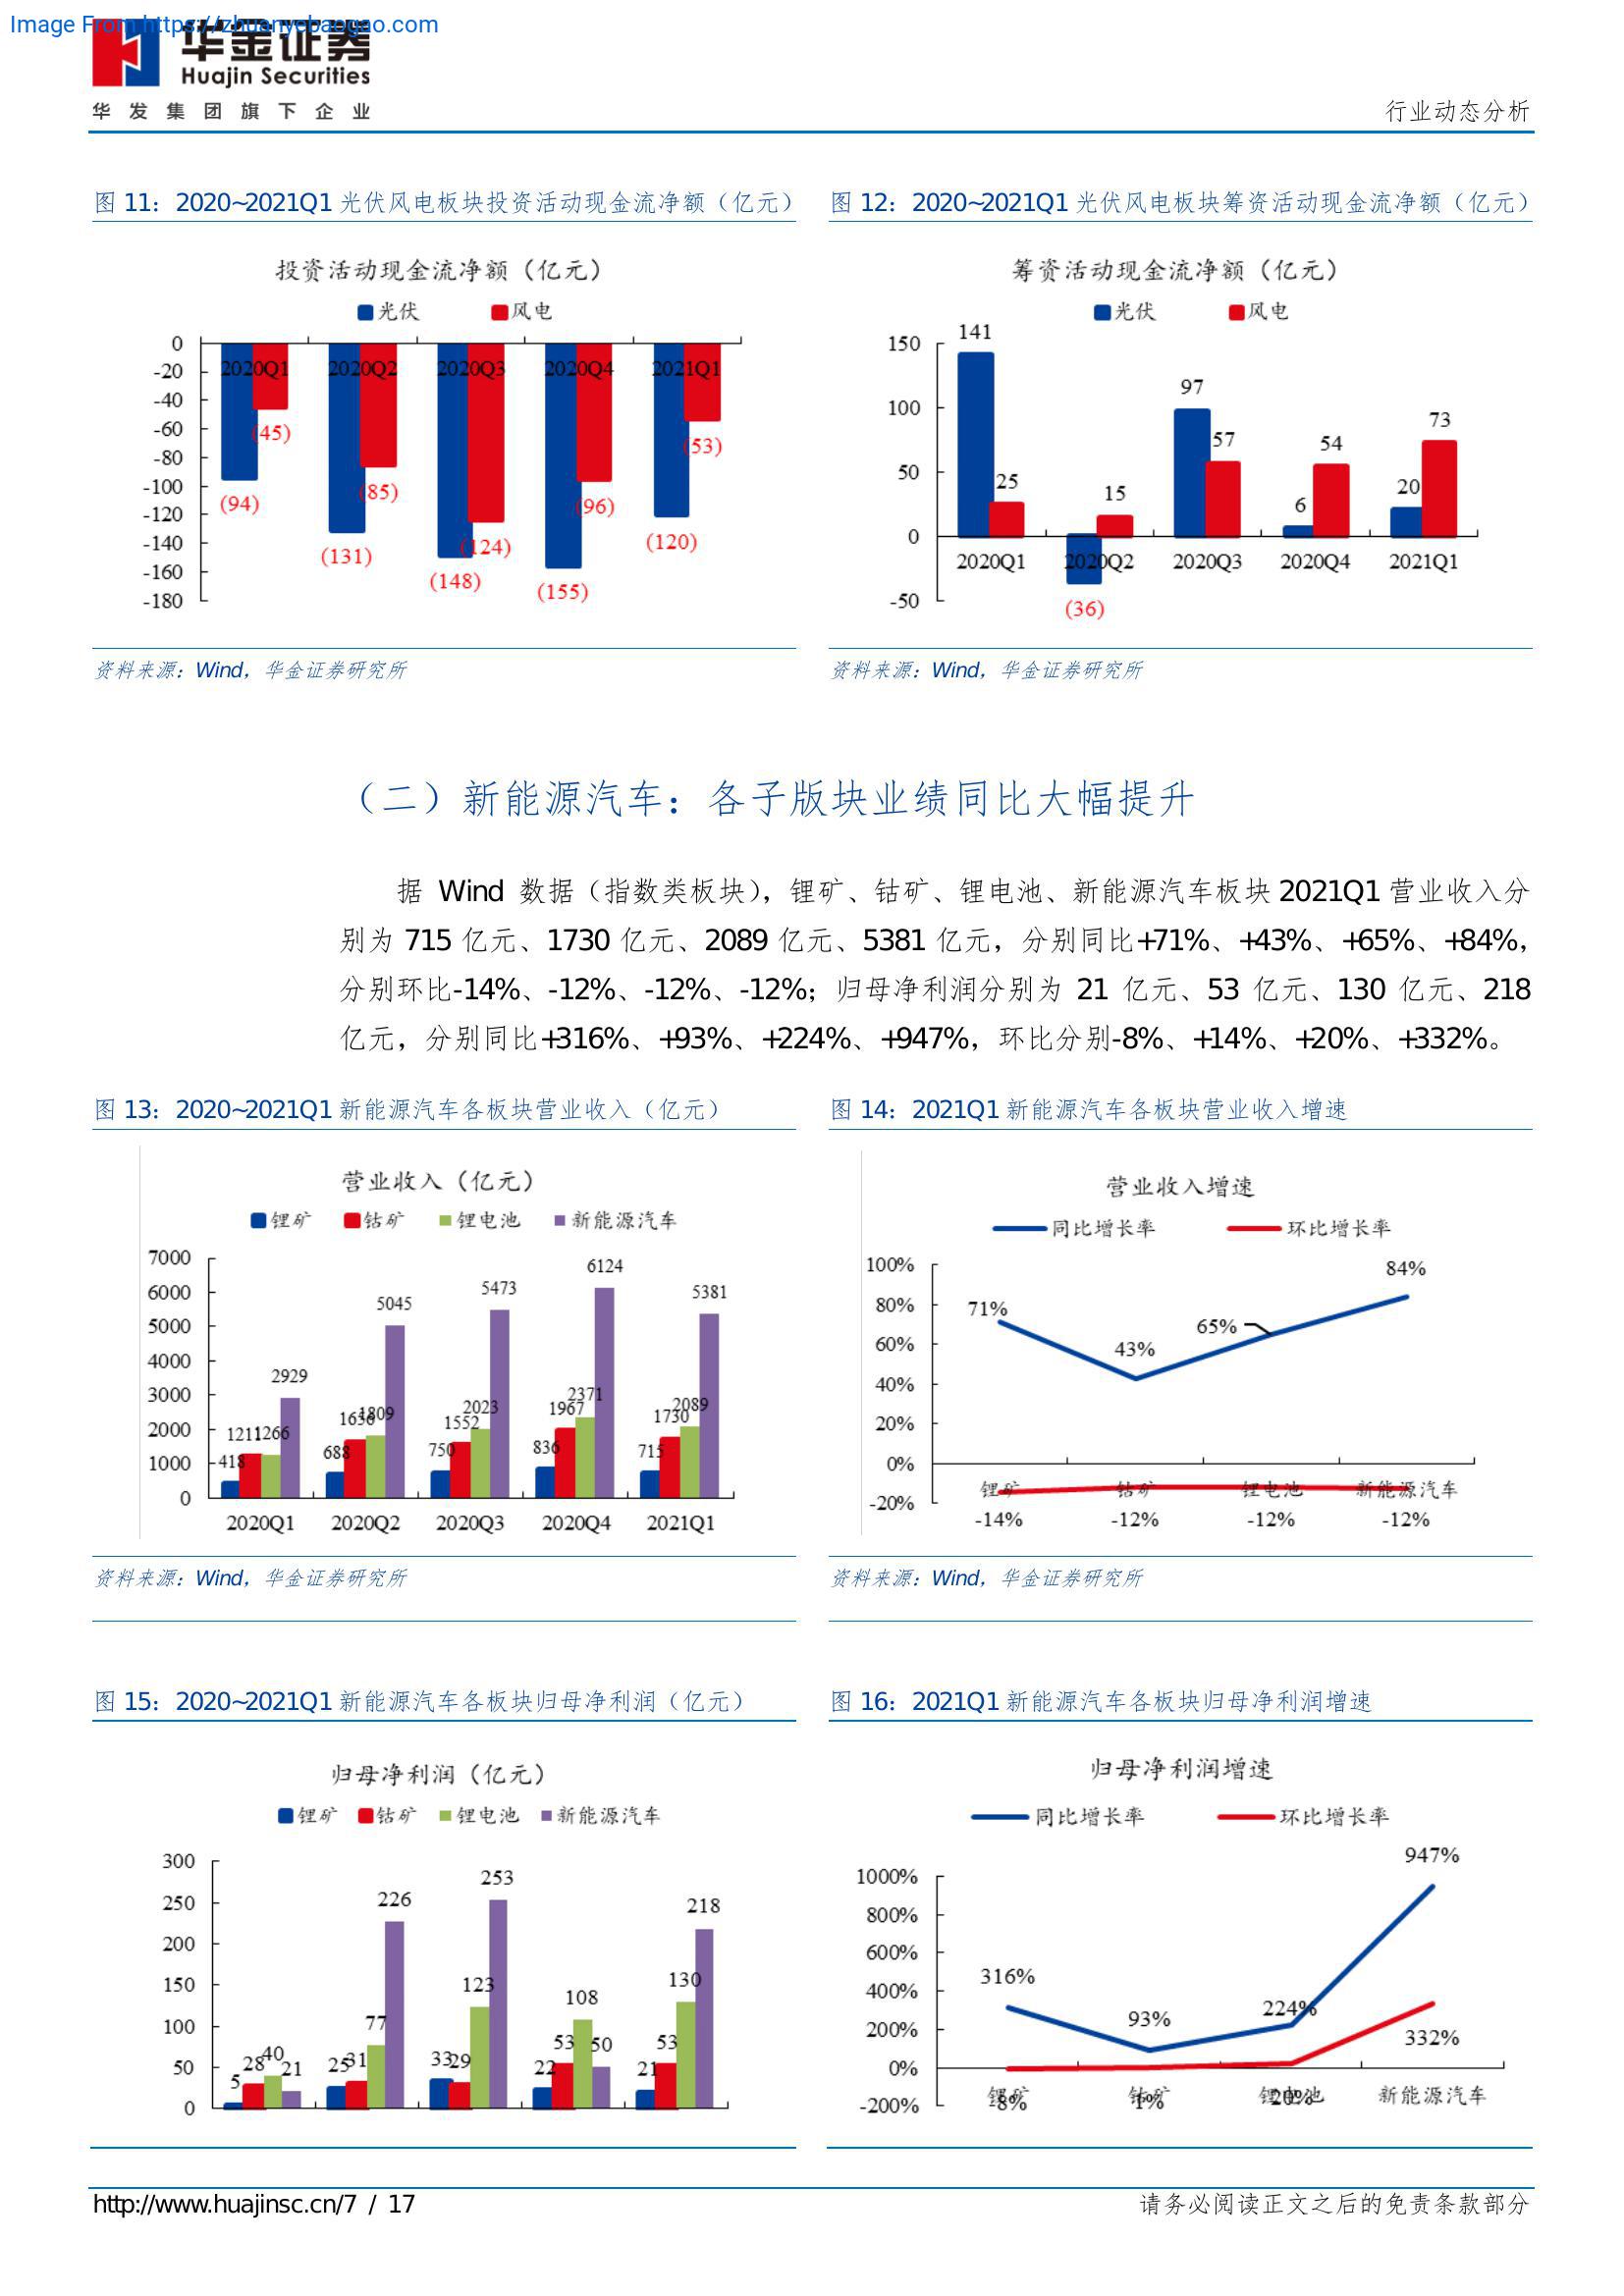 Image From https://zhuanyebaogao.com
华金证券
Huajin Securities
华发集团旗下企业
行业动态分析
图 11：2020~2021Q1 光伏风电板块投资活动现金流净额（亿元）
投资活动现金流净额（亿元）
光伏 风电
0
-20
-40
-60
-80
-100
-120
-140
-160
-180
2020Q1 2020Q2 2020Q3 2020Q4 2021Q1
(94) (45) (131) (85) (148) (124) (155) (96) (120) (53)
资料来源：Wind，华金证券研究所
图 12：2020~2021Q1 光伏风电板块筹资活动现金流净额（亿元）
筹资活动现金流净额（亿元）
光伏 风电
150
100
50
0
-50
141 25 (36) 15 97 57 6 54 20 73
2020Q1 2020Q2 2020Q3 2020Q4 2021Q1
资料来源：Wind，华金证券研究所
（二）新能源汽车：各子版块业绩同比大幅提升
据 Wind 数据（指数类板块），锂矿、钴矿、锂电池、新能源汽车板块 2021Q1 营业收入分
别为 715 亿元、1730 亿元、2089 亿元、5381 亿元，分别同比+71%、+43%、+65%、+84%，
分别环比-14%、-12%、-12%、-12%；归母净利润分别为 21 亿元、53 亿元、130 亿元、218
亿元，分别同比+316%、+93%、+224%、+947%，环比分别-8%、+14%、+20%、+332%。
图 13：2020~2021Q1 新能源汽车各板块营业收入（亿元）
营业收入（亿元）
锂矿 钴矿 锂电池 新能源汽车
7000
6000
5000
4000
3000
2000
1000
0
418 1211 1266 2929
688 1809 5045
750 1552 2023 5473
836 1967 2371 6124
715 1730 2089 5381
2020Q1 2020Q2 2020Q3 2020Q4 2021Q1
资料来源：Wind，华金证券研究所
图 14：2021Q1 新能源汽车各板块营业收入增速
营业收入增速
同比增长率 环比增长率
100%
80%
60%
40%
20%
0%
-20%
71% 43% 65% 84%
锂矿 钴矿 锂电池 新能源汽车
-14% -12% -12% -12%
资料来源：Wind，华金证券研究所
图 15：2020~2021Q1 新能源汽车各板块归母净利润（亿元）
归母净利润（亿元）
锂矿 钴矿 锂电池 新能源汽车
300
250
200
150
100
50
0
5 28 40 21
25 31 77 226
33 29 123 253
22 53 108 50
21 53 130 218
图 16：2021Q1 新能源汽车各板块归母净利润增速
归母净利润增速
同比增长率 环比增长率
1000%
800%
600%
400%
200%
0%
-200%
316% 93% 224% 947%
332%
锂矿 钴矿 锂电池 新能源汽车
-8% 1% 20%
http://www.huajinsc.cn/7 / 17
请务必阅读正文之后的免责条款部分